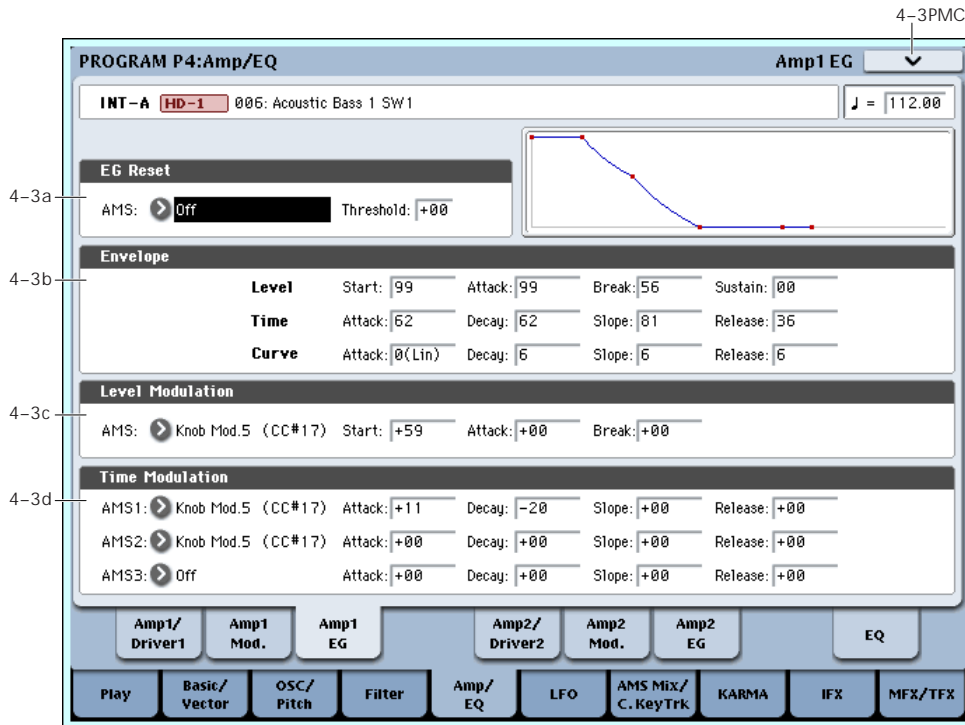 4-3PMC
PROGRAM P4:Amp/EQ Amp1 EG
INT-A HD-1 006: Acoustic Bass 1 SW1 ♩ = 112.00
EG Reset
4-3a
AMS: Off Threshold: +00
Envelope
4-3b
Level Start: 99 Attack: 99 Break: 56 Sustain: 00
Time Attack: 62 Decay: 62 Slope: 81 Release: 36
Curve Attack: 0(Lin) Decay: 6 Slope: 6 Release: 6
Level Modulation
4-3c
AMS: Knob Mod.5 (CC#17) Start: +59 Attack: +00 Break: +00
Time Modulation
4-3d
AMS1: Knob Mod.5 (CC#17) Attack: +11 Decay: -20 Slope: +00 Release: +00
AMS2: Knob Mod.5 (CC#17) Attack: +00 Decay: +00 Slope: +00 Release: +00
AMS3: Off Attack: +00 Decay: +00 Slope: +00 Release: +00
Amp1/ Amp1 Amp1 Amp2/ Amp2 Amp2 EQ
Driver1 Mod. EG Driver2 Mod. EG
Play Basic/ OSC/ Filter Amp/ LFO AMS Mix/ KARMA IFX MFX/TFX
Vector Pitch EQ C.KeyTrk